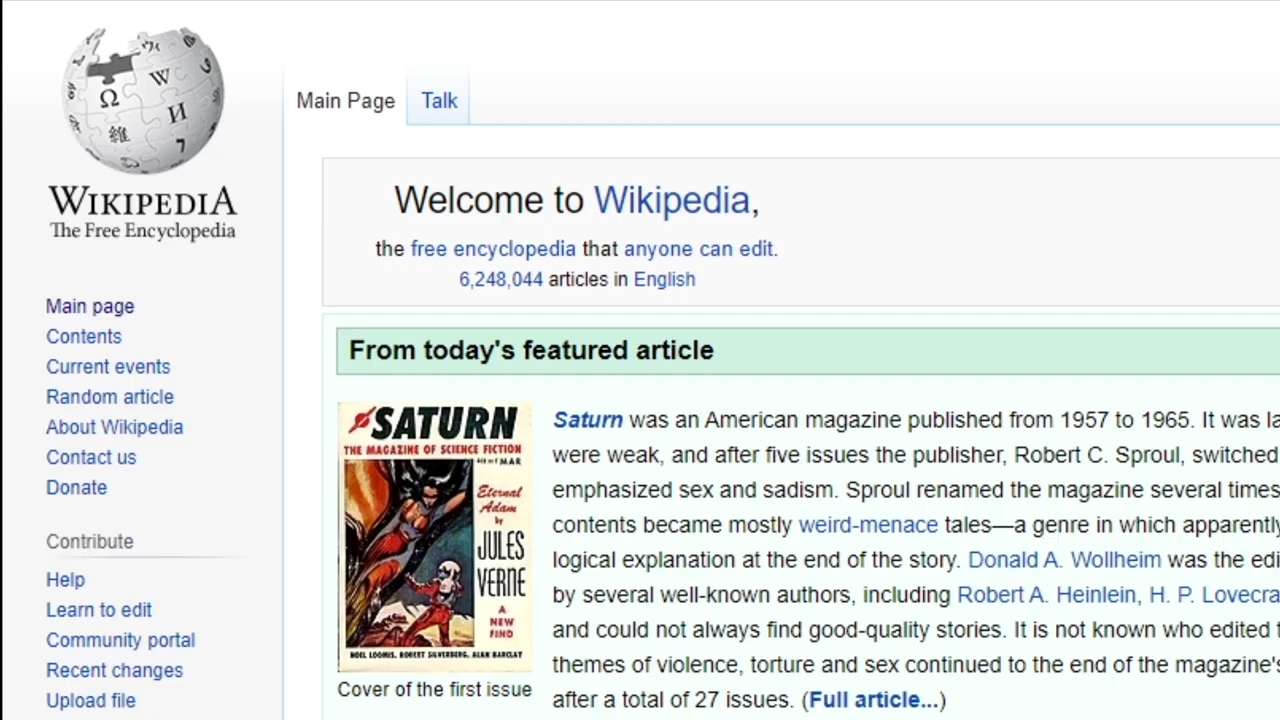 WIKIPEDIA
The Free Encyclopedia
Main page
Contents
Current events
Random article
About Wikipedia
Contact us
Donate
Contribute
Help
Learn to edit
Community portal
Recent changes
Upload file
Main Page
Talk
Welcome to Wikipedia,
the free encyclopedia that anyone can edit.
6,248,044 articles in English
From today's featured article
SATURN
THE MAGAZINE OF SCIENCE FICTION
MAR
Eternal
Adam
by
JULES
VERNE
A
NEW
FIND
NOEL LOOMIS, ROBERT SILVERBERG, ALAN BARCLAY
Cover of the first issue
Saturn was an American magazine published from 1957 to 1965. It was la
were weak, and after five issues the publisher, Robert C. Sproul, switched
emphasized sex and sadism. Sproul renamed the magazine several times
contents became mostly weird-menace tales—a genre in which apparently
logical explanation at the end of the story. Donald A. Wollheim was the edi
by several well-known authors, including Robert A. Heinlein, H. P. Lovecra
and could not always find good-quality stories. It is not known who edited t
themes of violence, torture and sex continued to the end of the magazine's
after a total of 27 issues. (Full article...)